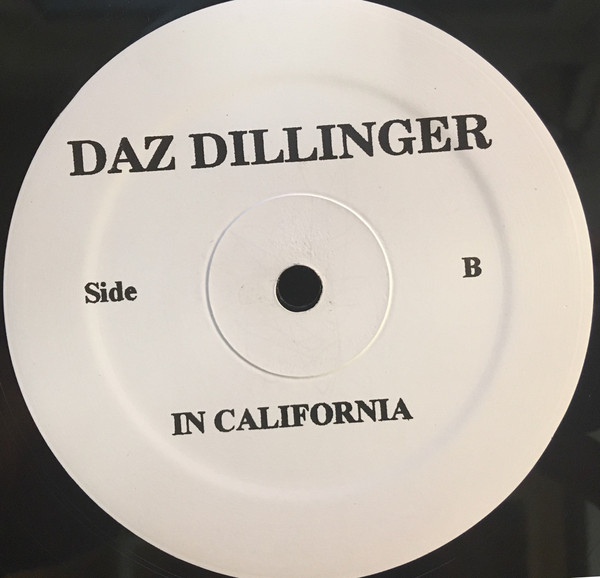 DAZ DILLINGER
Side B
IN CALIFORNIA